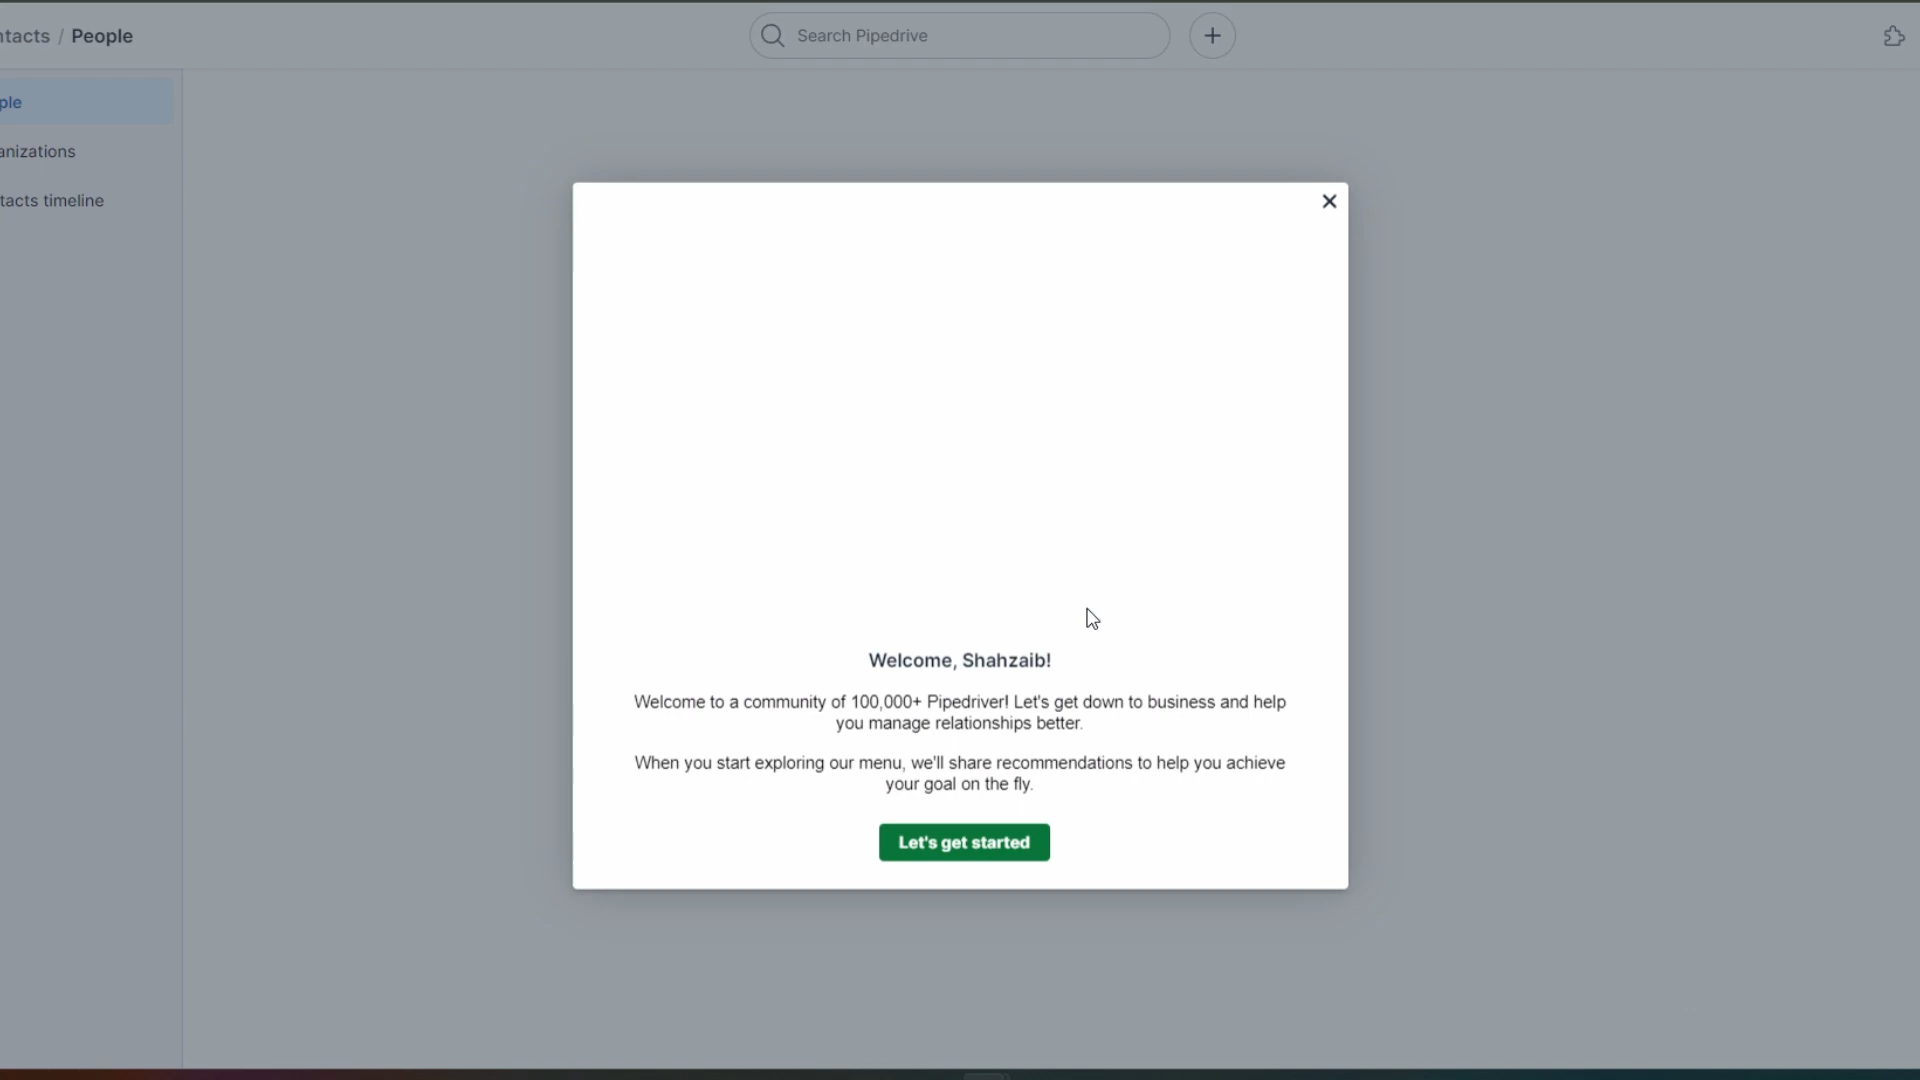 ntacts / People
Search Pipedrive
ple
anizations
tacts timeline
Welcome, Shahzaib!
Welcome to a community of 100,000+ Pipedriver! Let's get down to business and help
you manage relationships better.
When you start exploring our menu, we'll share recommendations to help you achieve
your goal on the fly.
Let's get started